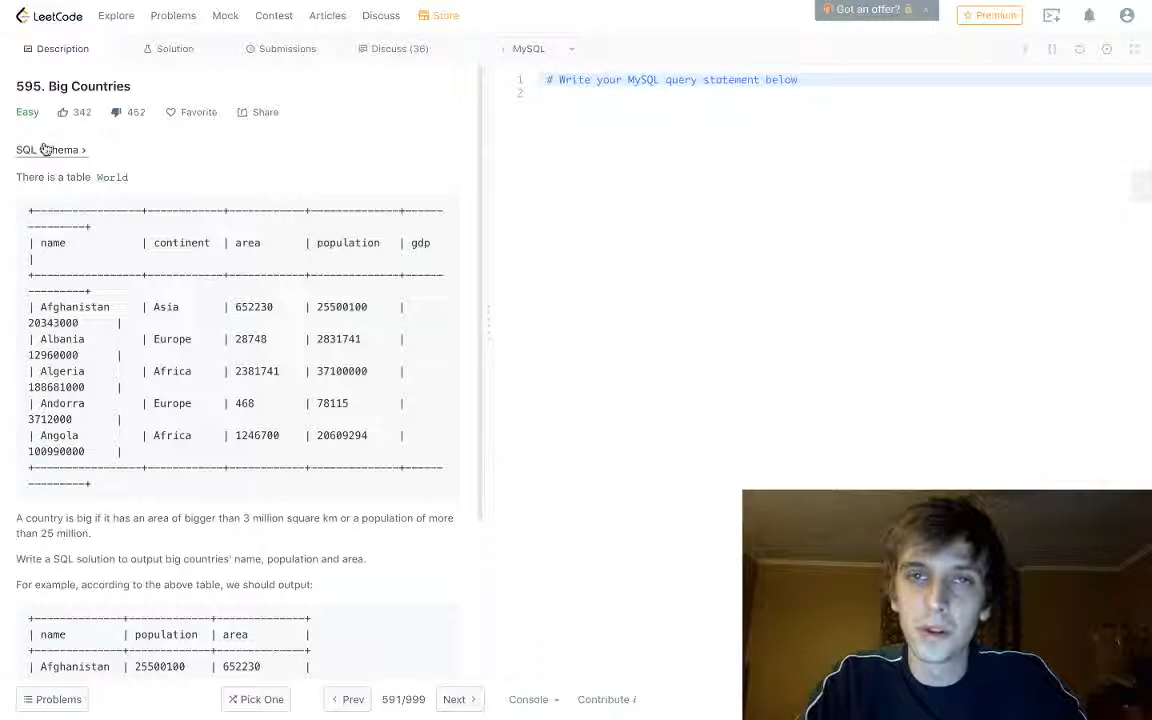 LeetCode Explore Problems Mock Contest Articles Discuss Store Got an offer? × Premium
Description Solution Submissions Discuss (36) MySQL
595. Big Countries
Easy 342 452 Favorite Share
SQL Schema >
There is a table World
+-----------------+------------+------------+--------------+------
---------+
| name | continent | area | population | gdp
|
+-----------------+------------+------------+--------------+------
---------+
| Afghanistan | Asia | 652230 | 25500100 |
20343000 |
| Albania | Europe | 28748 | 2831741 |
12960000 |
| Algeria | Africa | 2381741 | 37100000 |
188681000 |
| Andorra | Europe | 468 | 78115 |
3712000 |
| Angola | Africa | 1246700 | 20609294 |
100990000 |
+-----------------+------------+------------+--------------+------
---------+
A country is big if it has an area of bigger than 3 million square km or a population of more
than 25 million.
Write a SQL solution to output big countries' name, population and area.
For example, according to the above table, we should output:
+--------------+-------------+--------------+
| name | population | area |
+--------------+-------------+--------------+
| Afghanistan | 25500100 | 652230 |
Problems Pick One < Prev 591/999 Next > Console Contribute i
1 # Write your MySQL query statement below
2